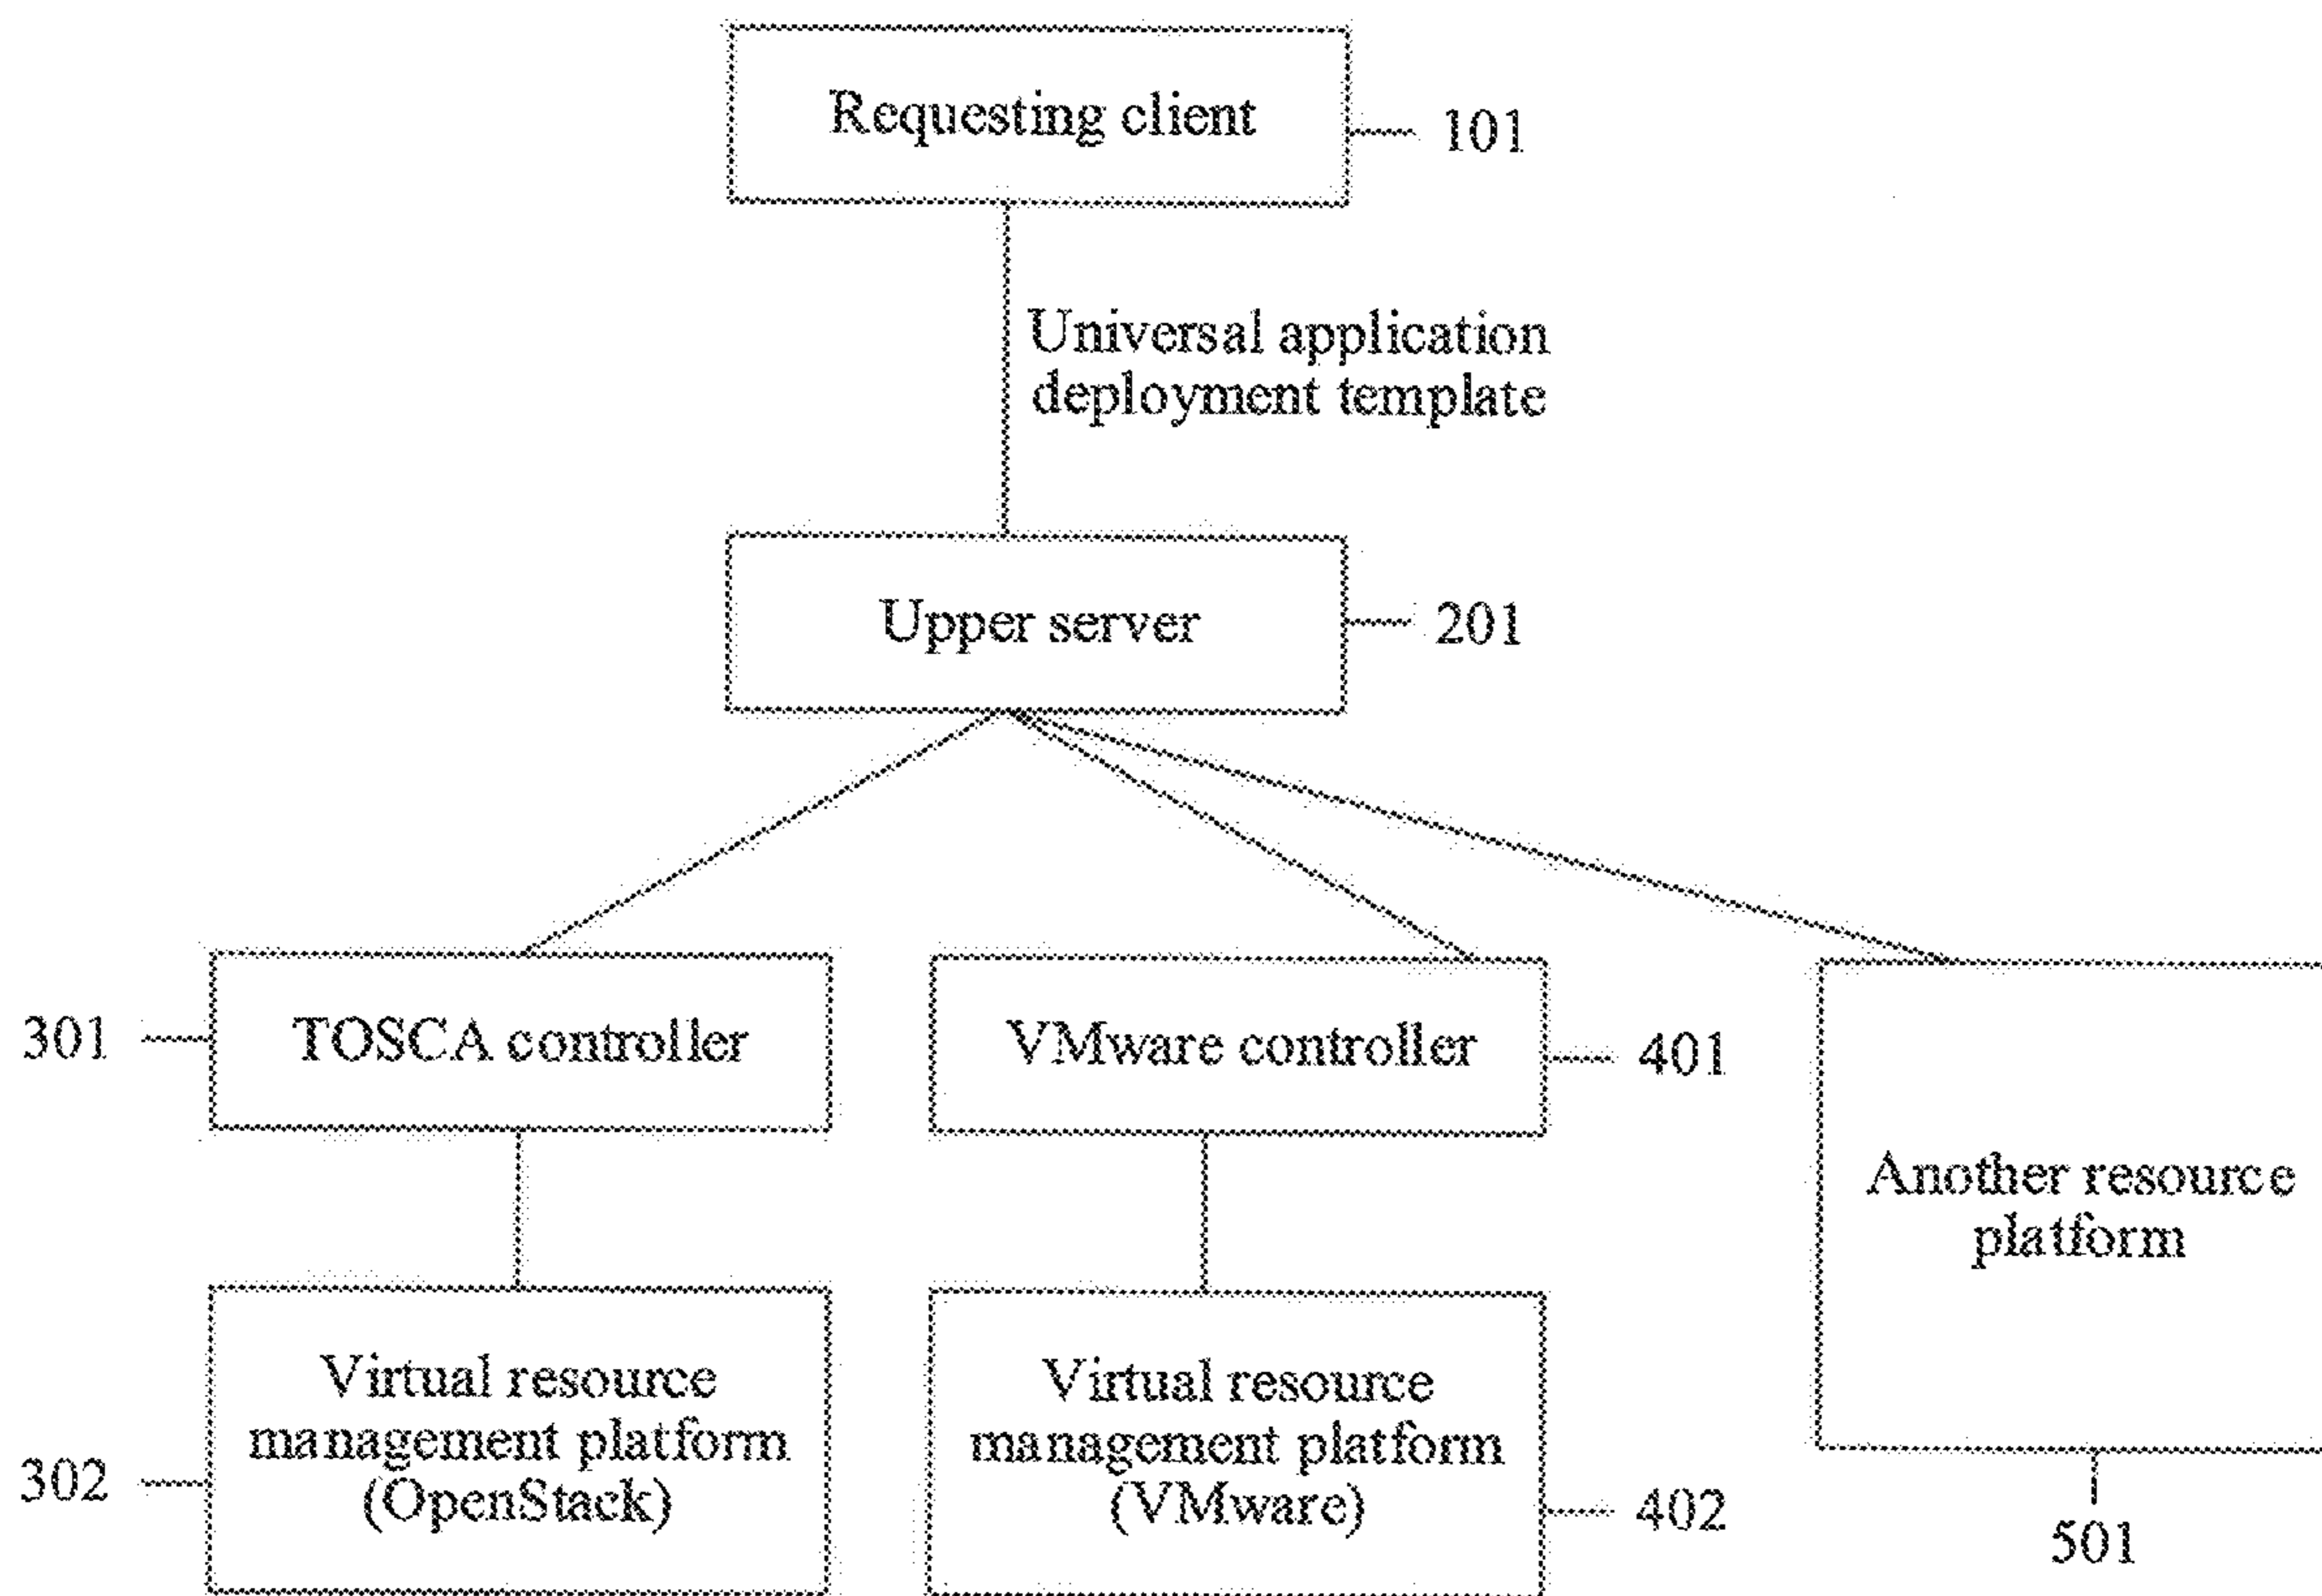 Requesting client
101
Universal application
deployment template
Upper server
201
301
TOSCA controller
VMware controller
401
Another resource
platform
501
302
Virtual resource
management platform
(OpenStack)
Virtual resource
management platform
(VMware)
402